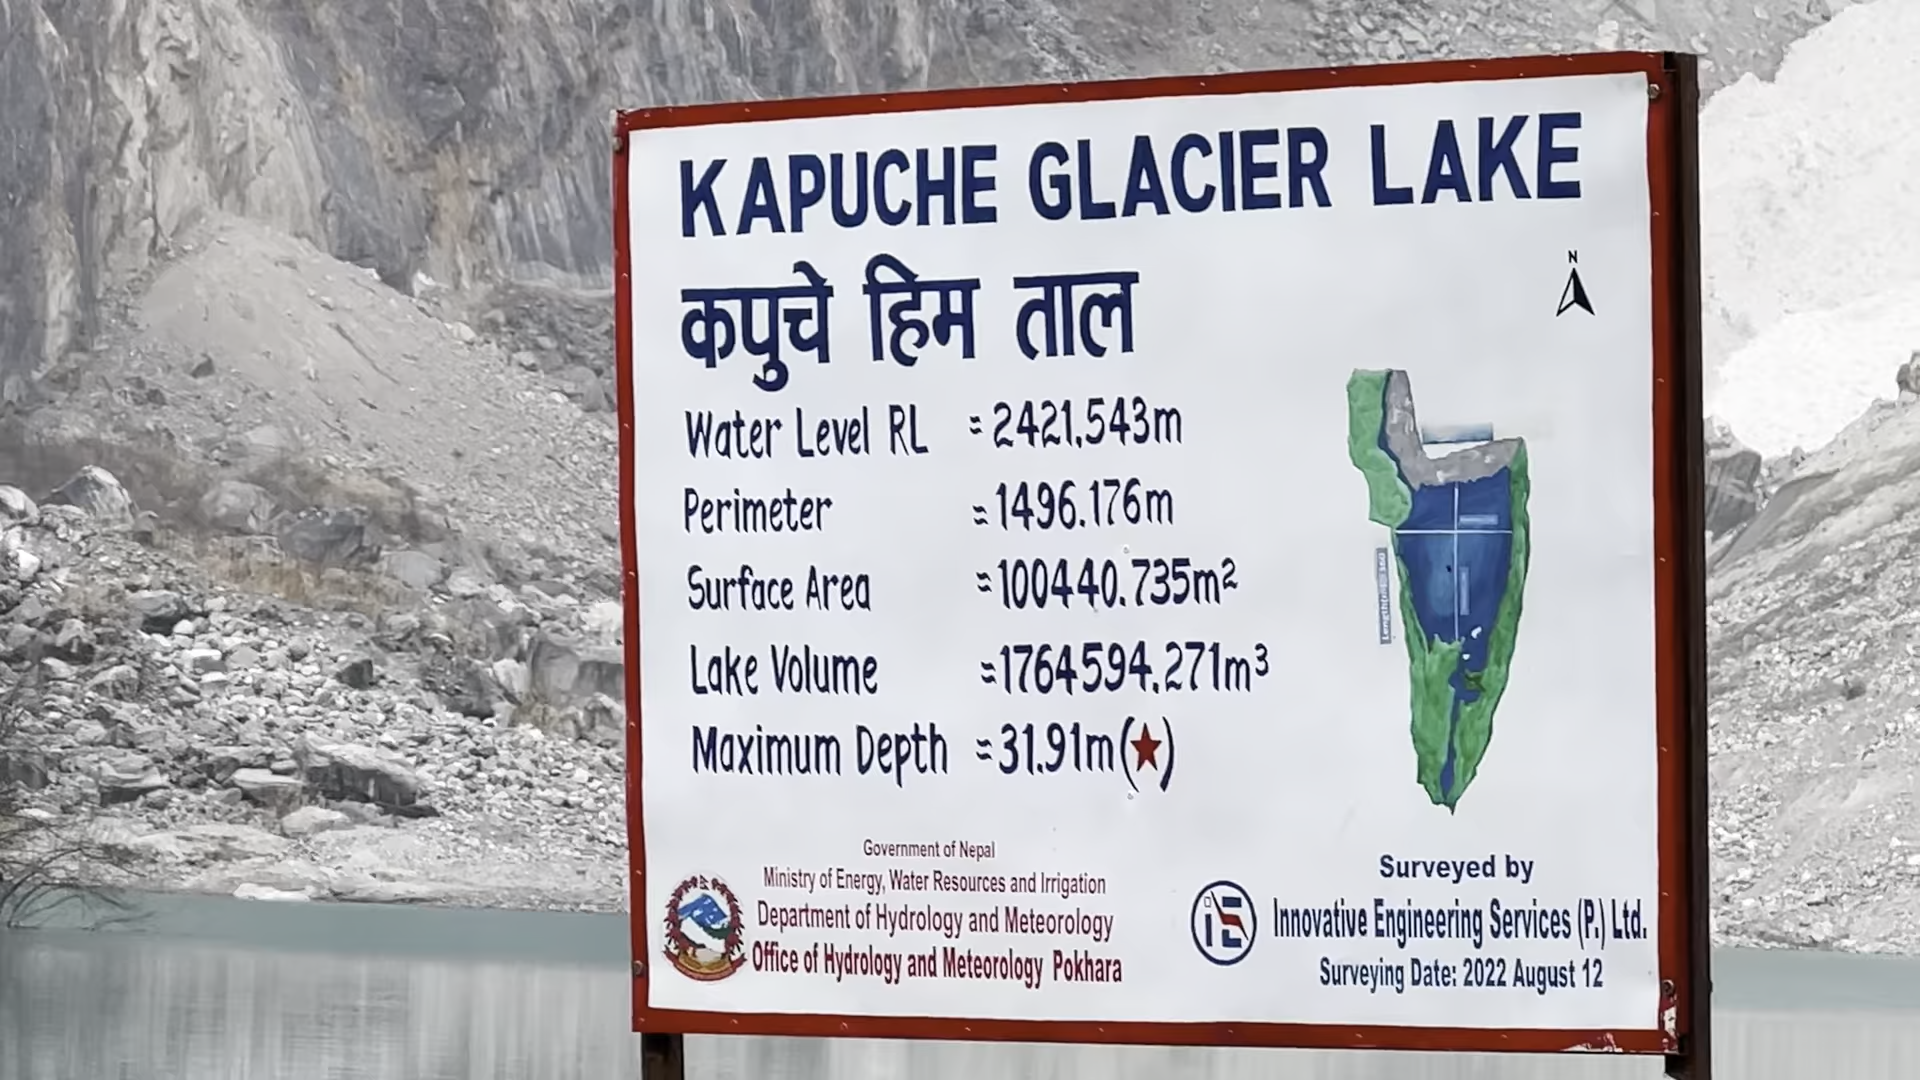 KAPUCHE GLACIER LAKE
कपुचे हिम ताल
N
Water Level RL ≈ 2421.543m
Perimeter ≈ 1496.176m
Surface Area ≈ 100440.735m²
Lake Volume ≈ 1764594.271m³
Maximum Depth ≈ 31.91m(★)
Government of Nepal
Ministry of Energy, Water Resources and Irrigation
Department of Hydrology and Meteorology
Office of Hydrology and Meteorology Pokhara
Surveyed by
Innovative Engineering Services (P.) Ltd.
Surveying Date: 2022 August 12